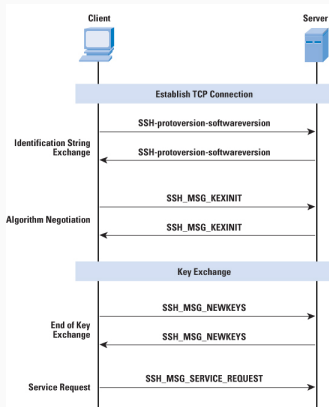 Client
Server
Establish TCP Connection
SSH-protoversion-softwareversion
Identification String
Exchange
SSH-protoversion-softwareversion
SSH_MSG_KEXINIT
Algorithm Negotiation
SSH_MSG_KEXINIT
Key Exchange
SSH_MSG_NEWKEYS
End of Key
Exchange
SSH_MSG_NEWKEYS
SSH_MSG_SERVICE_REQUEST
Service Request